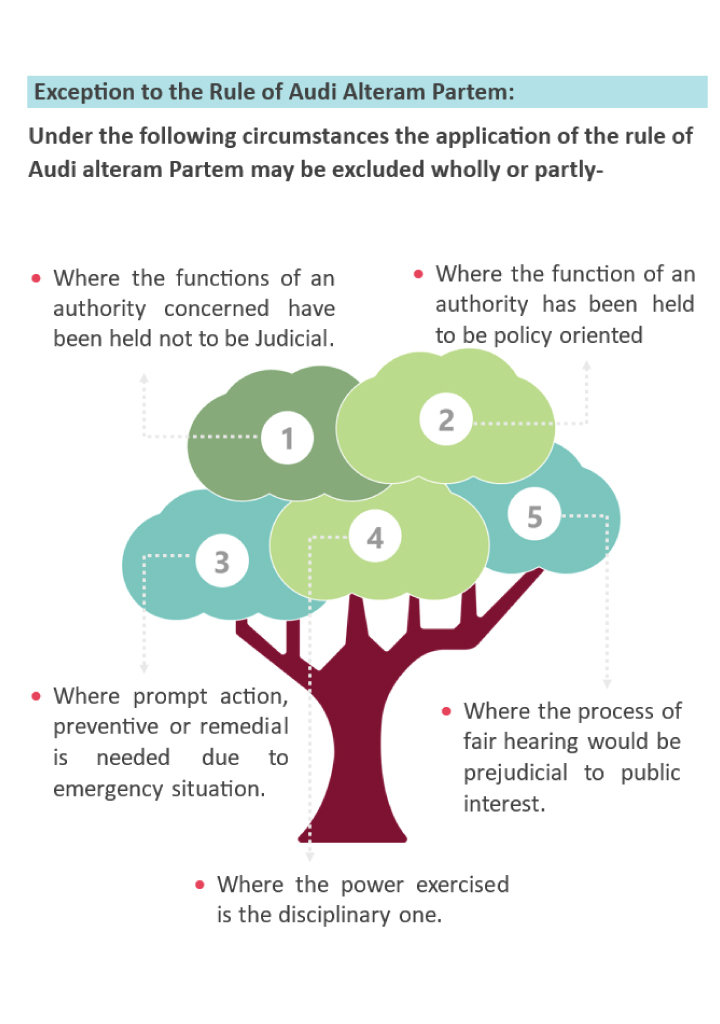 Exception to the Rule of Audi Alteram Partem:
Under the following circumstances the application of the rule of
Audi alteram Partem may be excluded wholly or partly-
• Where the functions of an
authority concerned have
been held not to be Judicial.
• Where the function of an
authority has been held
to be policy oriented
1
2
3
4
5
• Where prompt action,
preventive or remedial
is needed due to
emergency situation.
• Where the process of
fair hearing would be
prejudicial to public
interest.
• Where the power exercised
is the disciplinary one.